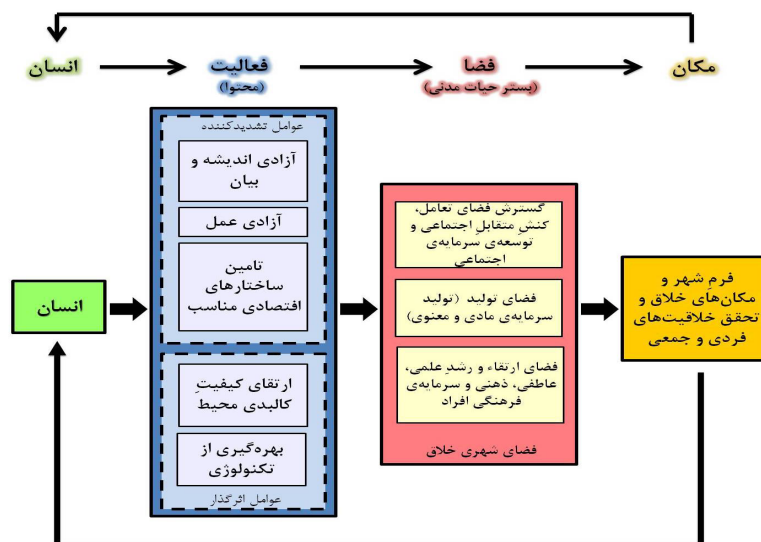 انسان
فعالیت
(محتوا)
فضا
(بستر حیات مدنی)
مکان
انسان
عوامل تشدیدکننده
آزادی اندیشه و
بیان
آزادی عمل
تامین
ساختارهای
اقتصادی مناسب
ارتقای کیفیتِ
کالبدی محیط
بهره‌گیری از
تکنولوژی
عوامل اثرگذار
گسترش فضای تعامل،
کنشِ متقابلِ اجتماعی و
توسعه‌ی سرمایه‌ی
اجتماعی
فضای تولید (تولید
سرمایه‌ی مادی و معنوی)
فضای ارتقاء و رشدِ علمی،
عاطفی، ذهنی و سرمایه‌ی
فرهنگی افراد
فضای شهری خلاق
فرمِ شهر و
مکان‌های خلاق و
تحقق خلاقیت‌های
فردی و جمعی